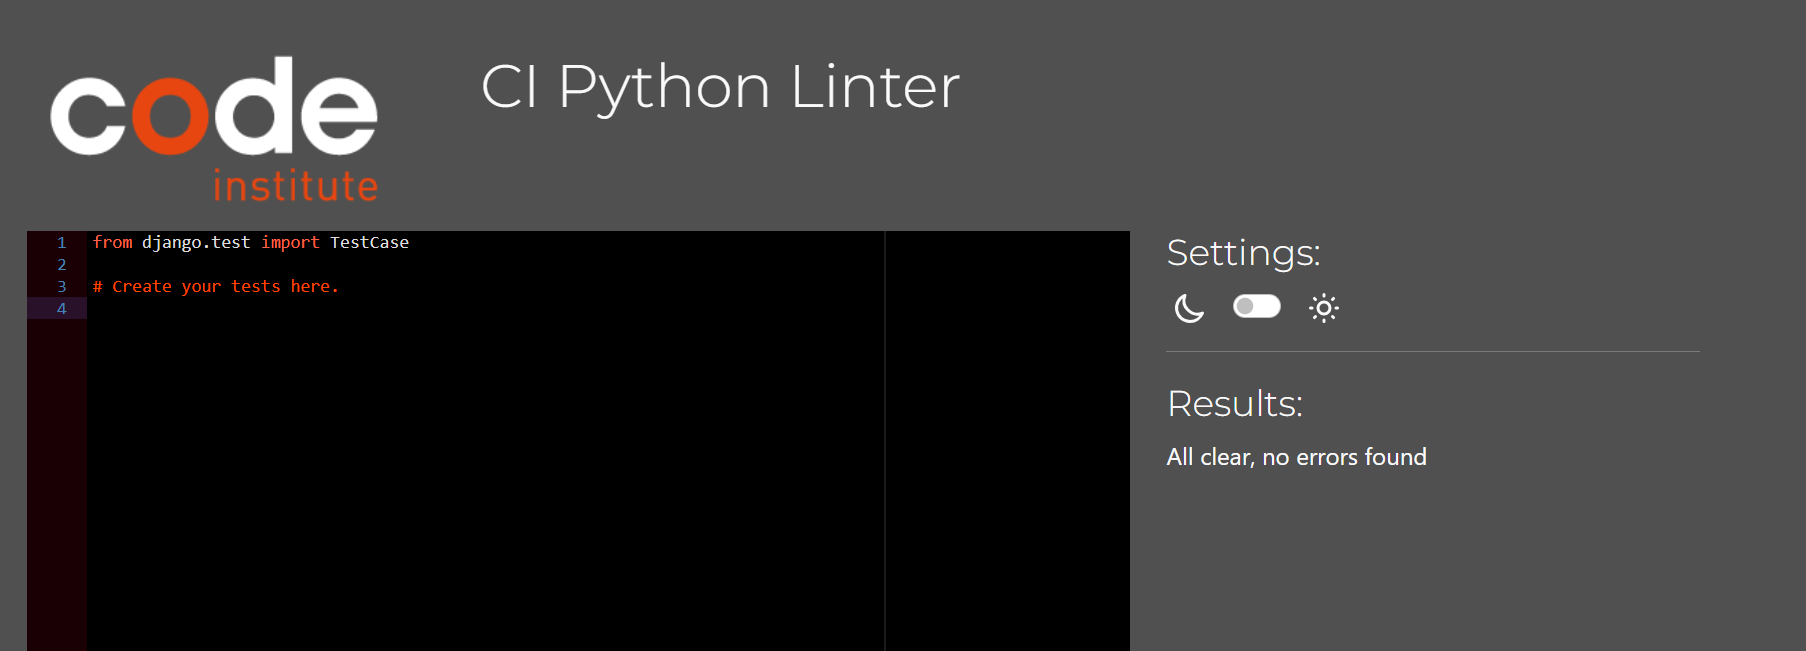 code
institute
CI Python Linter
1 from django.test import TestCase
2
3 # Create your tests here.
4
Settings:
Results:
All clear, no errors found